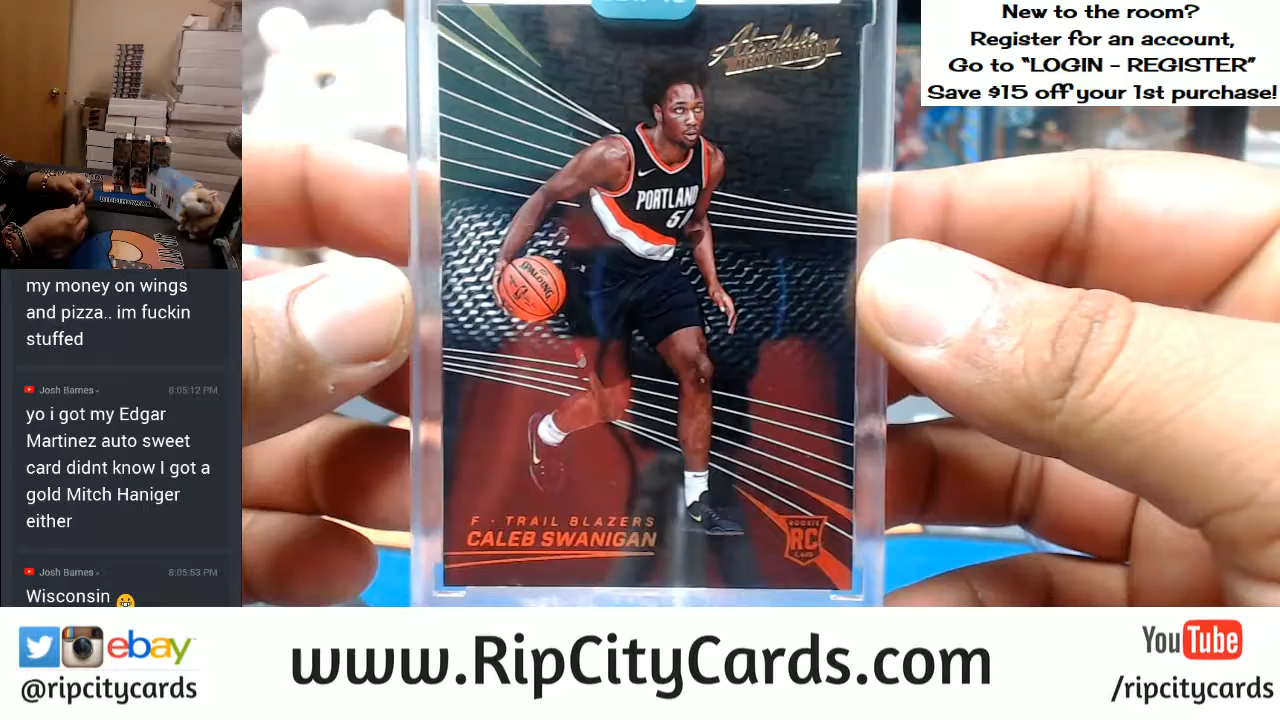 New to the room?
Register for an account,
Go to "LOGIN - REGISTER"
Save $15 off your 1st purchase!
Absolute
MEMORABILIA
PORTLAND
SPALDING
F · TRAIL BLAZERS
CALEB SWANIGAN
ROOKIE
RC
CARD
my money on wings
and pizza.. im fuckin
stuffed
Josh Barnes - 8:05:12 PM
yo i got my Edgar
Martinez auto sweet
card didnt know I got a
gold Mitch Haniger
either
Josh Barnes - 8:05:53 PM
Wisconsin 😀
ebay
@ripcitycards
www.RipCityCards.com
YouTube
/ripcitycards